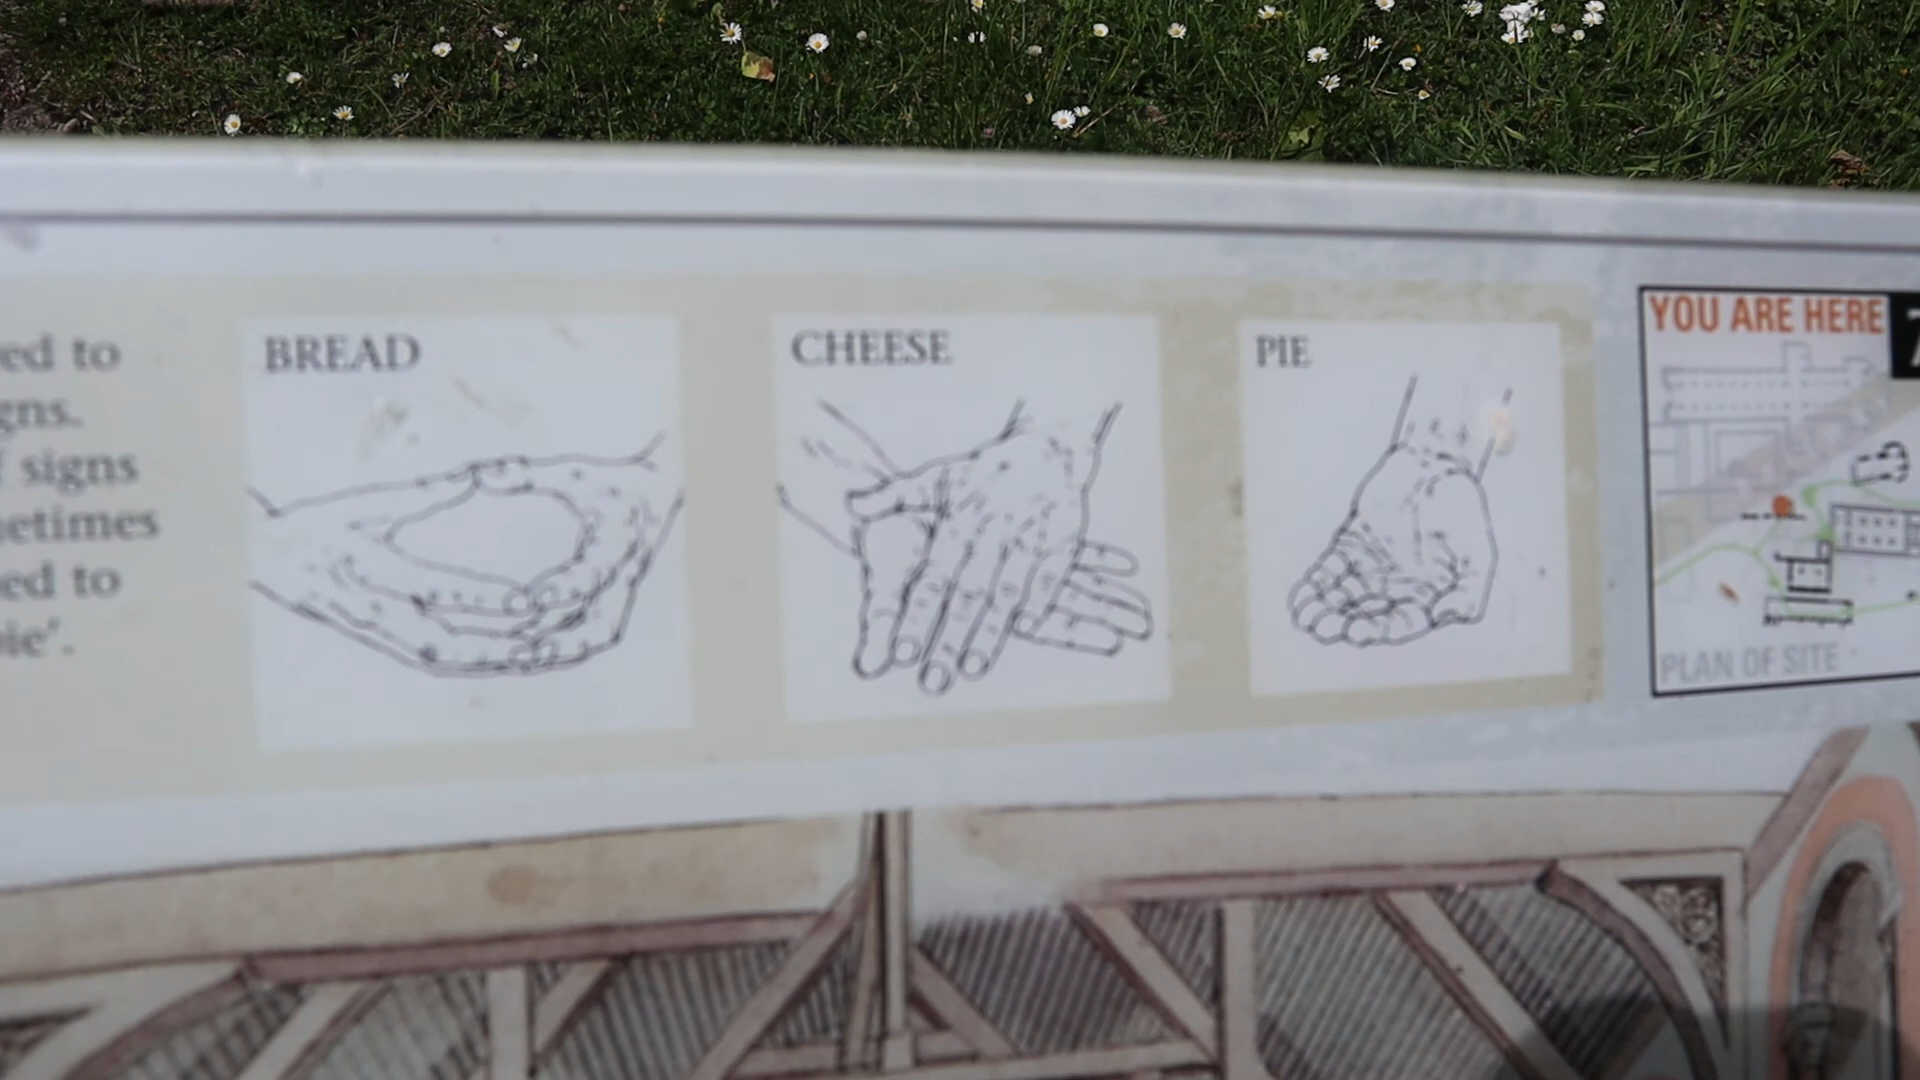 ed to
gns.
signs
etimes
ed to
ie'.
BREAD
CHEESE
PIE
YOU ARE HERE
PLAN OF SITE